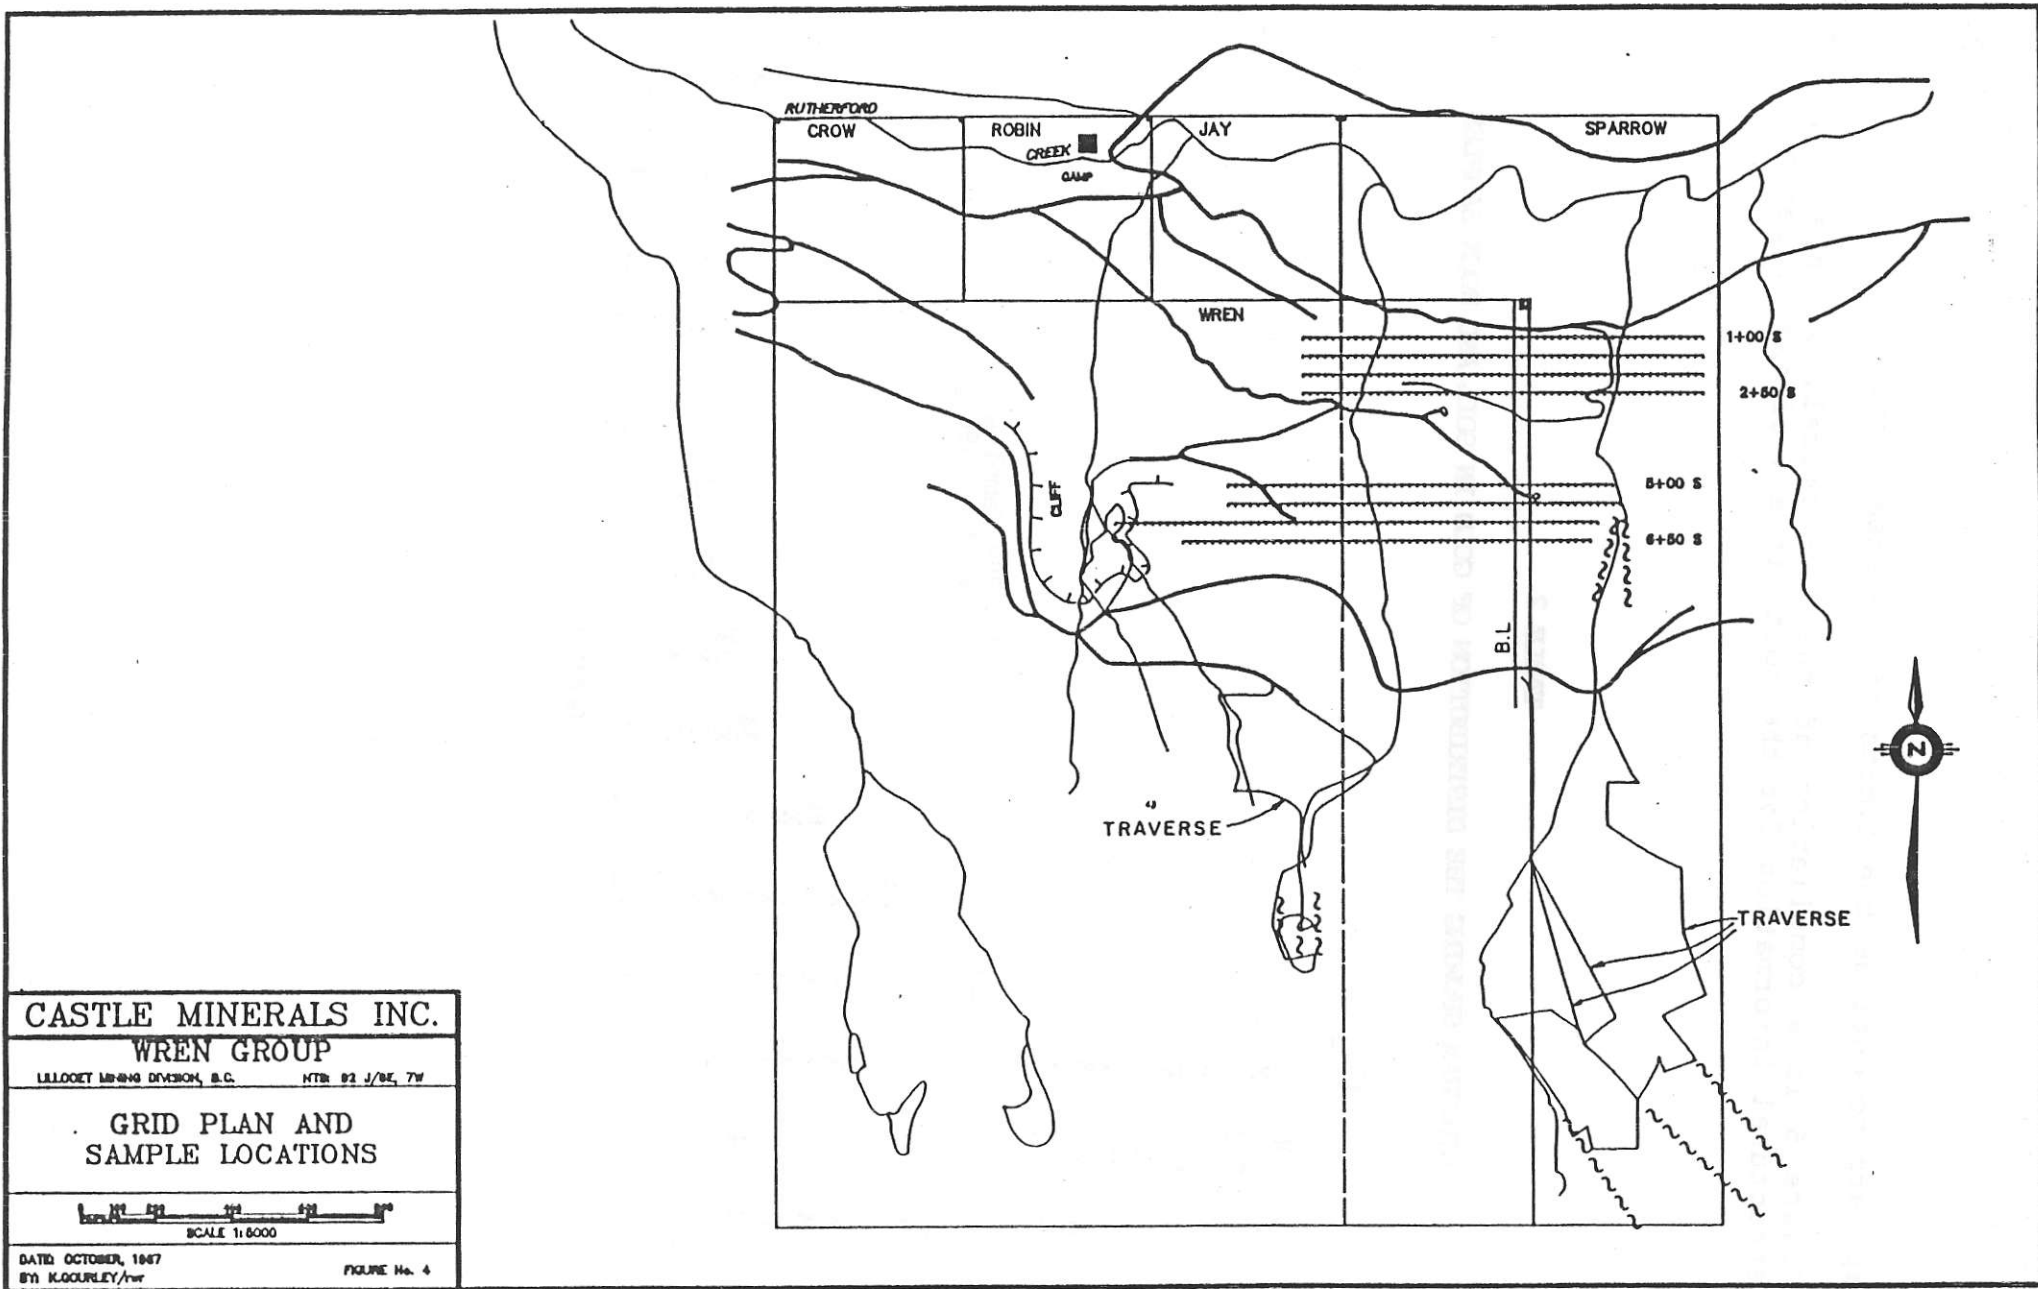 RUTHERFORD
CROW
ROBIN
JAY
SPARROW
CREEK
CAMP
WREN
1+00 S
2+50 S
CLIFF
5+00 S
6+50 S
B.L
N
TRAVERSE
TRAVERSE
CASTLE MINERALS INC.
WREN GROUP
LILLOOET MINING DIVISION, B.C.
GRID PLAN AND
SAMPLE LOCATIONS
SCALE 1:5000
DATE: OCTOBER, 1987
BY: K.GOURLEY/rwr
FIGURE No. 4